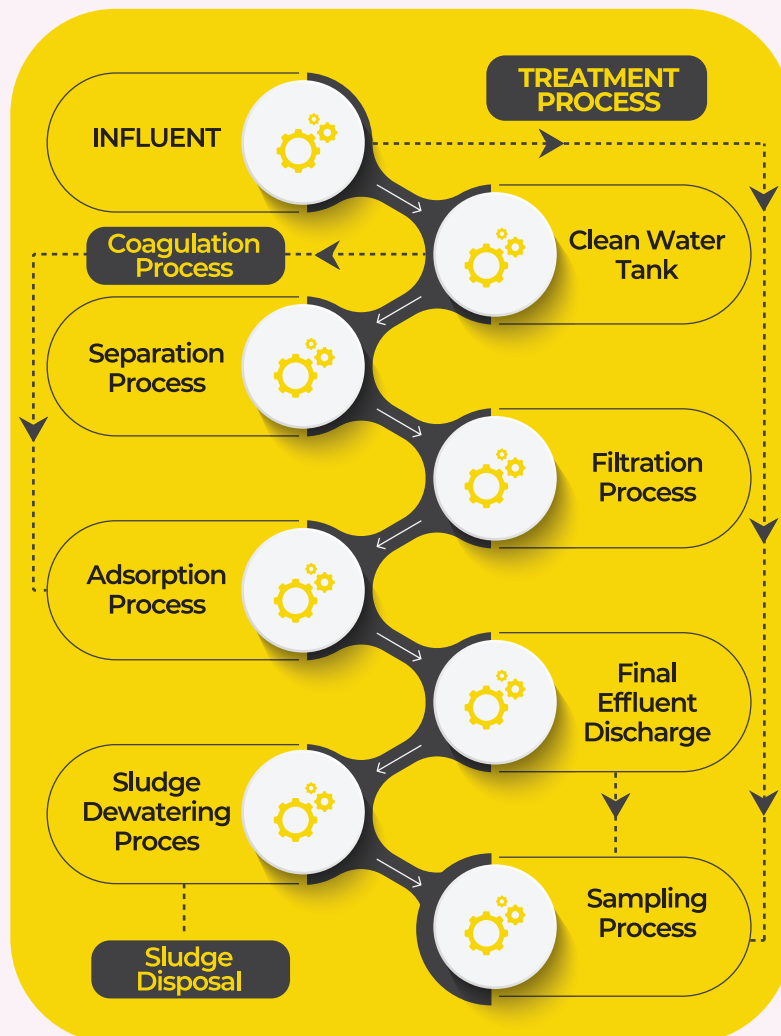 TREATMENT
PROCESS
INFLUENT
Clean Water
Tank
Coagulation
Process
Separation
Process
Filtration
Process
Adsorption
Process
Final
Effluent
Discharge
Sludge
Dewatering
Proces
Sampling
Process
Sludge
Disposal